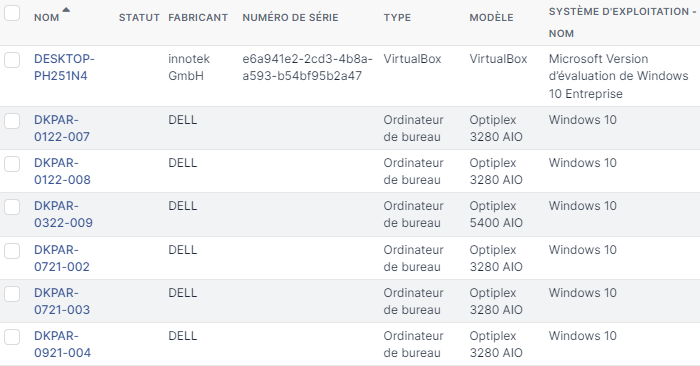 NOM STATUT FABRICANT NUMÉRO DE SÉRIE TYPE MODÈLE SYSTÈME D'EXPLOITATION - NOM
DESKTOP-PH251N4 innotek GmbH e6a941e2-2cd3-4b8a-a593-b54bf95b2a47 VirtualBox VirtualBox Microsoft Version d'évaluation de Windows 10 Entreprise
DKPAR-0122-007 DELL Ordinateur de bureau Optiplex 3280 AIO Windows 10
DKPAR-0122-008 DELL Ordinateur de bureau Optiplex 3280 AIO Windows 10
DKPAR-0322-009 DELL Ordinateur de bureau Optiplex 5400 AIO Windows 10
DKPAR-0721-002 DELL Ordinateur de bureau Optiplex 3280 AIO Windows 10
DKPAR-0721-003 DELL Ordinateur de bureau Optiplex 3280 AIO Windows 10
DKPAR-0921-004 DELL Ordinateur de bureau Optiplex 3280 AIO Windows 10